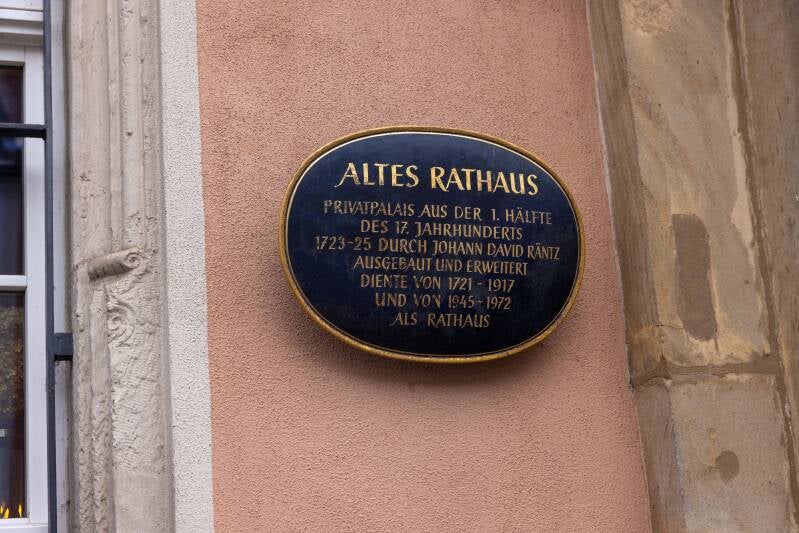 ALTES RATHAUS
PRIVATPALAIS AUS DER 1. HÄLFTE
DES 17. JAHRHUNDERTS
1723-25 DURCH JOHANN DAVID RÄNTZ
AUSGEBAUT UND ERWEITERT
DIENTE VON 1721-1917
UND VON 1945-1972
ALS RATHAUS